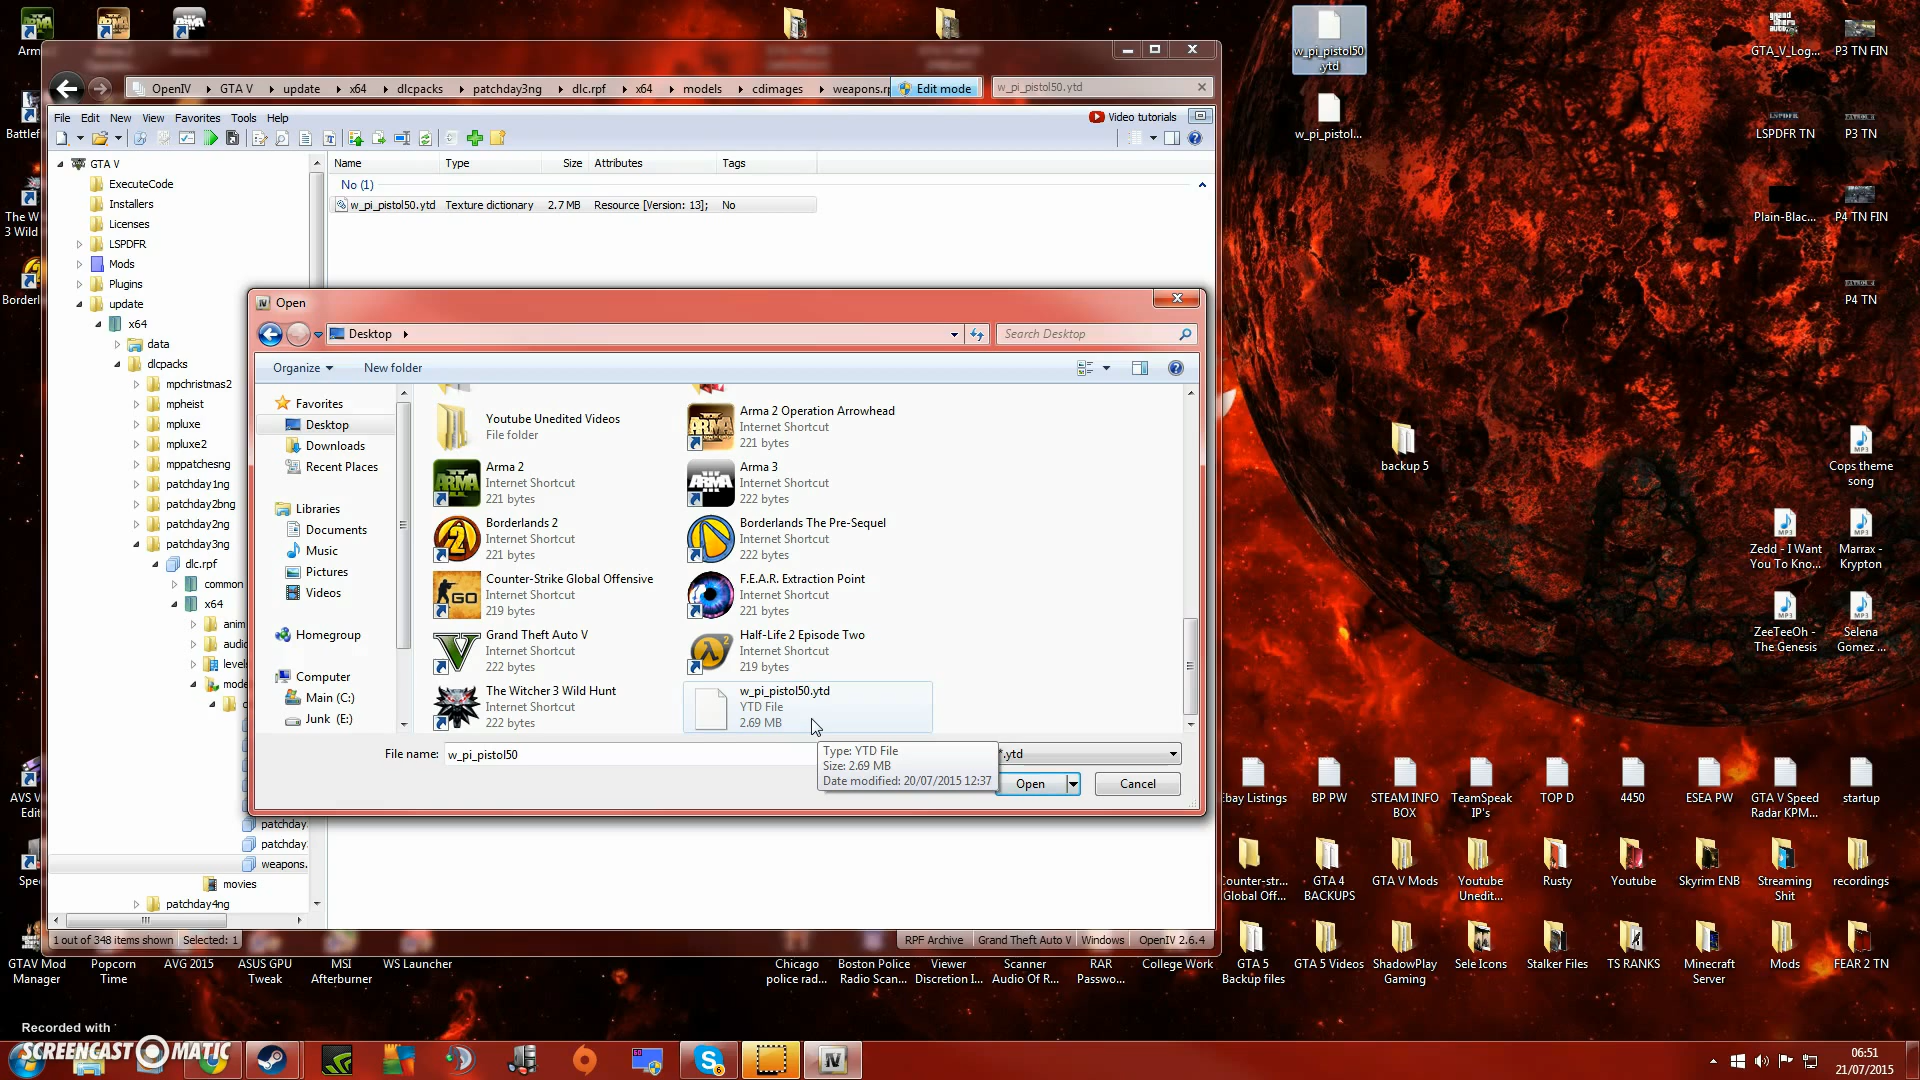 Arm
Battlef
The W
3 Wild
Borderl
AVS V
Edit
Spe
OpenIV
GTA V
update
x64
dlcpacks
patchday3ng
dlc.rpf
x64
models
cdimages
weapons.rp
Edit mode
w_pi_pistol50.ytd
File Edit New View Favorites Tools Help
Video tutorials
Name Type Size Attributes Tags
No (1)
w_pi_pistol50.ytd Texture dictionary 2.7 MB Resource [Version: 13]; No
GTA V
ExecuteCode
Installers
Licenses
LSPDFR
Mods
Plugins
update
x64
data
dlcpacks
mpchristmas2
mpheist
mpluxe
mpluxe2
mppatchesng
patchday1ng
patchday2bng
patchday2ng
patchday3ng
dlc.rpf
common
x64
anim
audio
levels
mode
c
patchday
patchday
weapons.
movies
patchday4ng
1 out of 348 items shown Selected: 1
RPF Archive Grand Theft Auto V Windows OpenIV 2.6.4
Open
Desktop
Search Desktop
Organize New folder
Favorites
Desktop
Downloads
Recent Places
Libraries
Documents
Music
Pictures
Videos
Homegroup
Computer
Main (C:)
Junk (E:)
Youtube Unedited Videos
File folder
Arma 2 Operation Arrowhead
Internet Shortcut
221 bytes
Arma 2
Internet Shortcut
221 bytes
Arma 3
Internet Shortcut
222 bytes
Borderlands 2
Internet Shortcut
221 bytes
Borderlands The Pre-Sequel
Internet Shortcut
222 bytes
Counter-Strike Global Offensive
Internet Shortcut
219 bytes
F.E.A.R. Extraction Point
Internet Shortcut
221 bytes
Grand Theft Auto V
Internet Shortcut
222 bytes
Half-Life 2 Episode Two
Internet Shortcut
219 bytes
The Witcher 3 Wild Hunt
Internet Shortcut
222 bytes
w_pi_pistol50.ytd
YTD File
2.69 MB
File name: w_pi_pistol50
*.ytd
Type: YTD File
Size: 2.69 MB
Date modified: 20/07/2015 12:37
Open
Cancel
w_pi_pistol50
.ytd
w_pi_pistol...
GTA_V_Log...
P3 TN FIN
LSPDFR TN
P3 TN
Plain-Blac...
P4 TN FIN
P4 TN
backup 5
Cops theme
song
Zedd - I Want
You To Kno...
Marrax -
Krypton
ZeeTeeOh -
The Genesis
Selena
Gomez ...
Ebay Listings
BP PW
STEAM INFO
BOX
TeamSpeak
IP's
TOP D
4450
ESEA PW
GTA V Speed
Radar KPM...
startup
Counter-str...
Global Off...
GTA 4
BACKUPS
GTA V Mods
Youtube
Unedit...
Rusty
Youtube
Skyrim ENB
Streaming
Shit
recordings
GTAV Mod
Manager
Popcorn
Time
AVG 2015
ASUS GPU
Tweak
MSI
Afterburner
WS Launcher
Chicago
police rad...
Boston Police
Radio Scan...
Viewer
Discretion I...
Scanner
Audio Of R...
RAR
Passwo...
College Work
GTA 5
Backup files
GTA 5 Videos
ShadowPlay
Gaming
Sele Icons
Stalker Files
TS RANKS
Minecraft
Server
Mods
FEAR 2 TN
Recorded with
SCREENCAST MATIC
06:51
21/07/2015